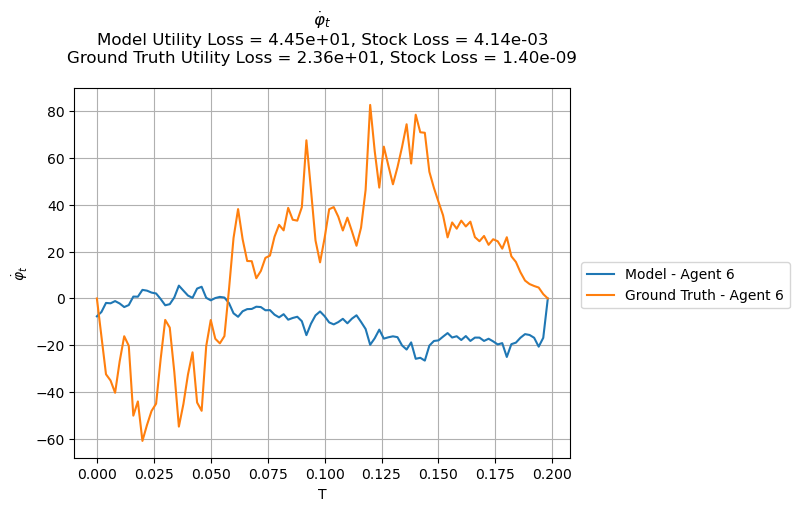 φ̇ₜ
Model Utility Loss = 4.45e+01, Stock Loss = 4.14e-03
Ground Truth Utility Loss = 2.36e+01, Stock Loss = 1.40e-09
80
60
40
20
0
−20
−40
−60
φ̇ₜ
0.000
0.025
0.050
0.075
0.100
0.125
0.150
0.175
0.200
T
Model - Agent 6
Ground Truth - Agent 6